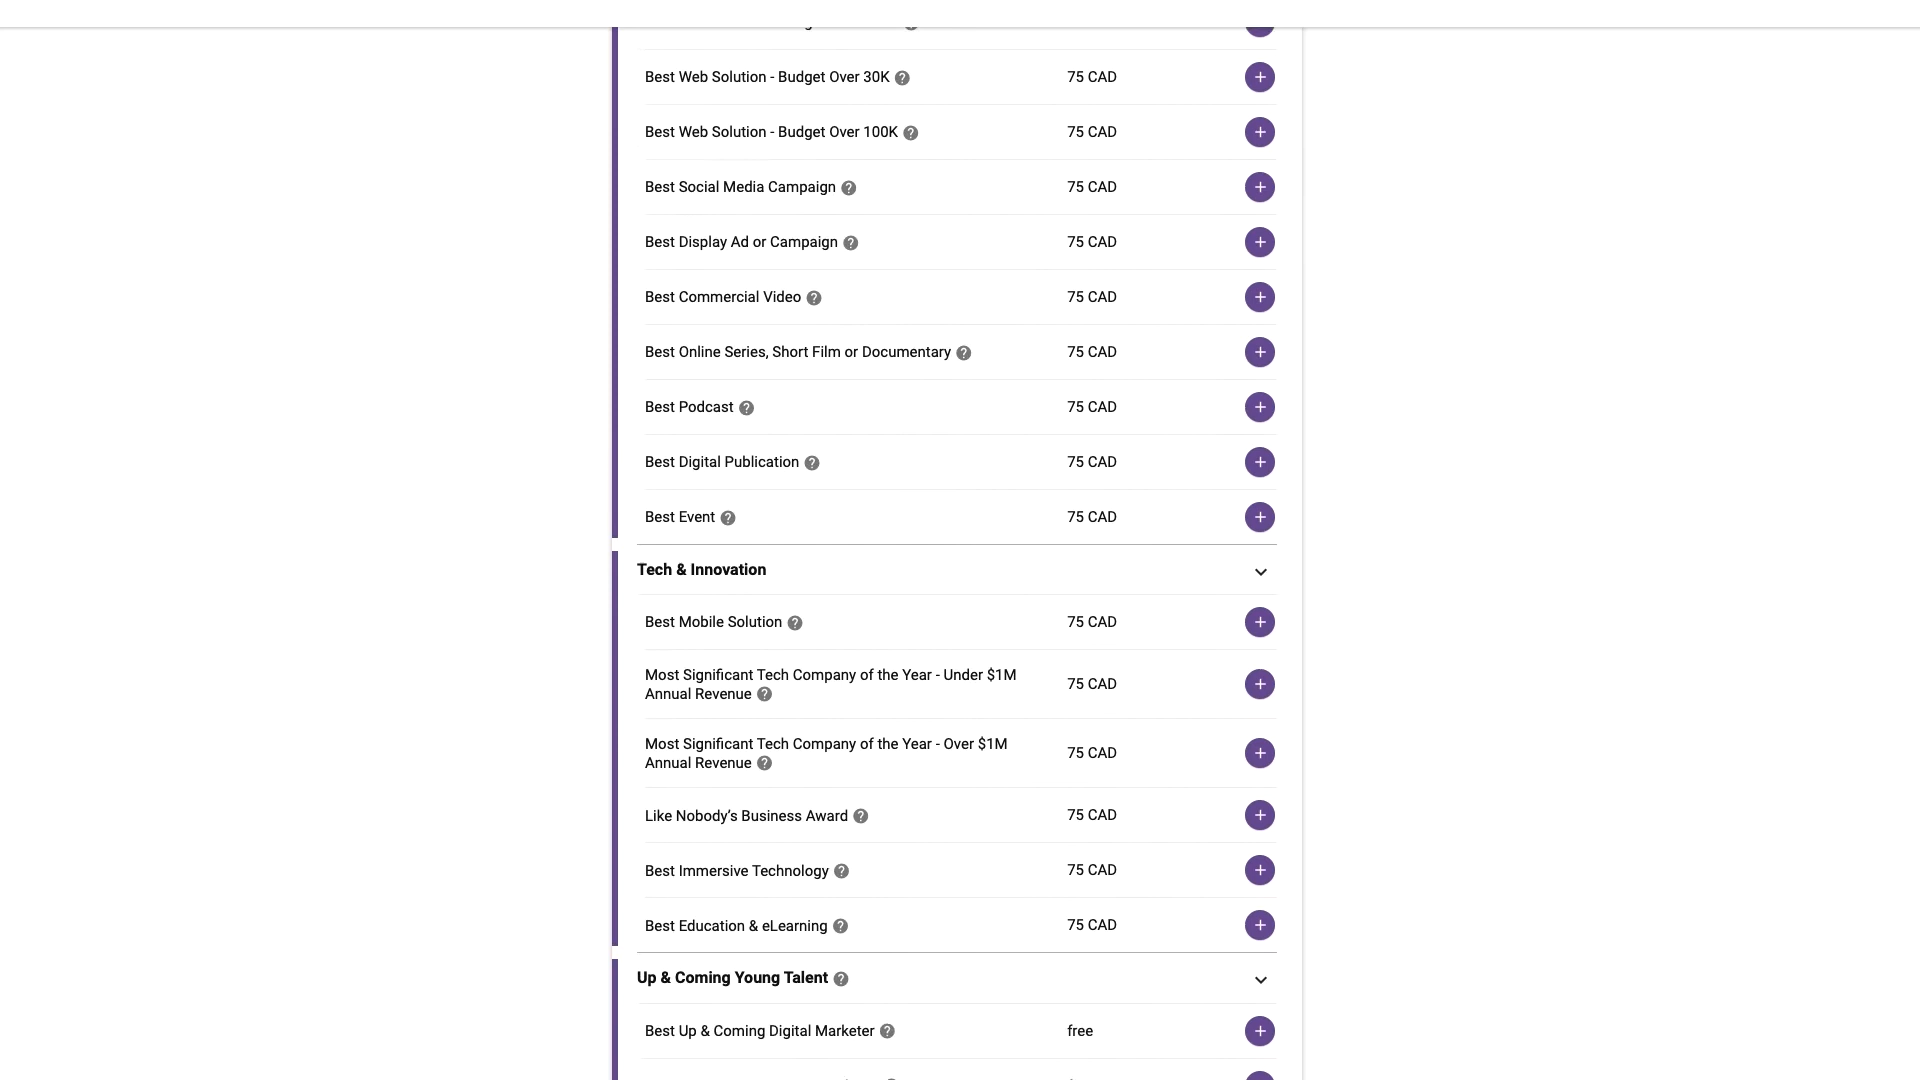 Best Web Solution - Budget Over 30K 75 CAD
Best Web Solution - Budget Over 100K 75 CAD
Best Social Media Campaign 75 CAD
Best Display Ad or Campaign 75 CAD
Best Commercial Video 75 CAD
Best Online Series, Short Film or Documentary 75 CAD
Best Podcast 75 CAD
Best Digital Publication 75 CAD
Best Event 75 CAD
Tech & Innovation
Best Mobile Solution 75 CAD
Most Significant Tech Company of the Year - Under $1M
Annual Revenue
75 CAD
Most Significant Tech Company of the Year - Over $1M
Annual Revenue
75 CAD
Like Nobody’s Business Award 75 CAD
Best Immersive Technology 75 CAD
Best Education & eLearning 75 CAD
Up & Coming Young Talent
Best Up & Coming Digital Marketer free